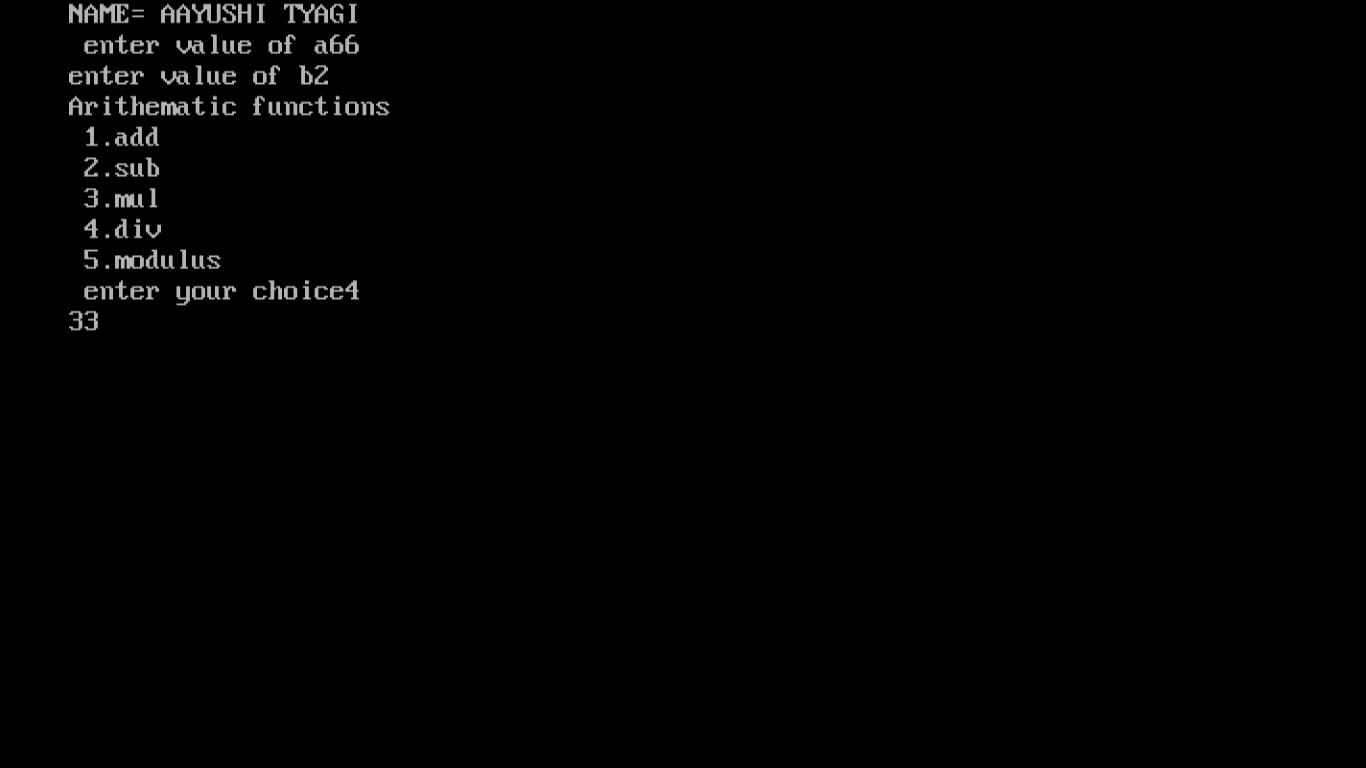 NAME= AAYUSHI TYAGI
enter value of a66
enter value of b2
Arithematic functions
1.add
2.sub
3.mul
4.div
5.modulus
enter your choice4
33